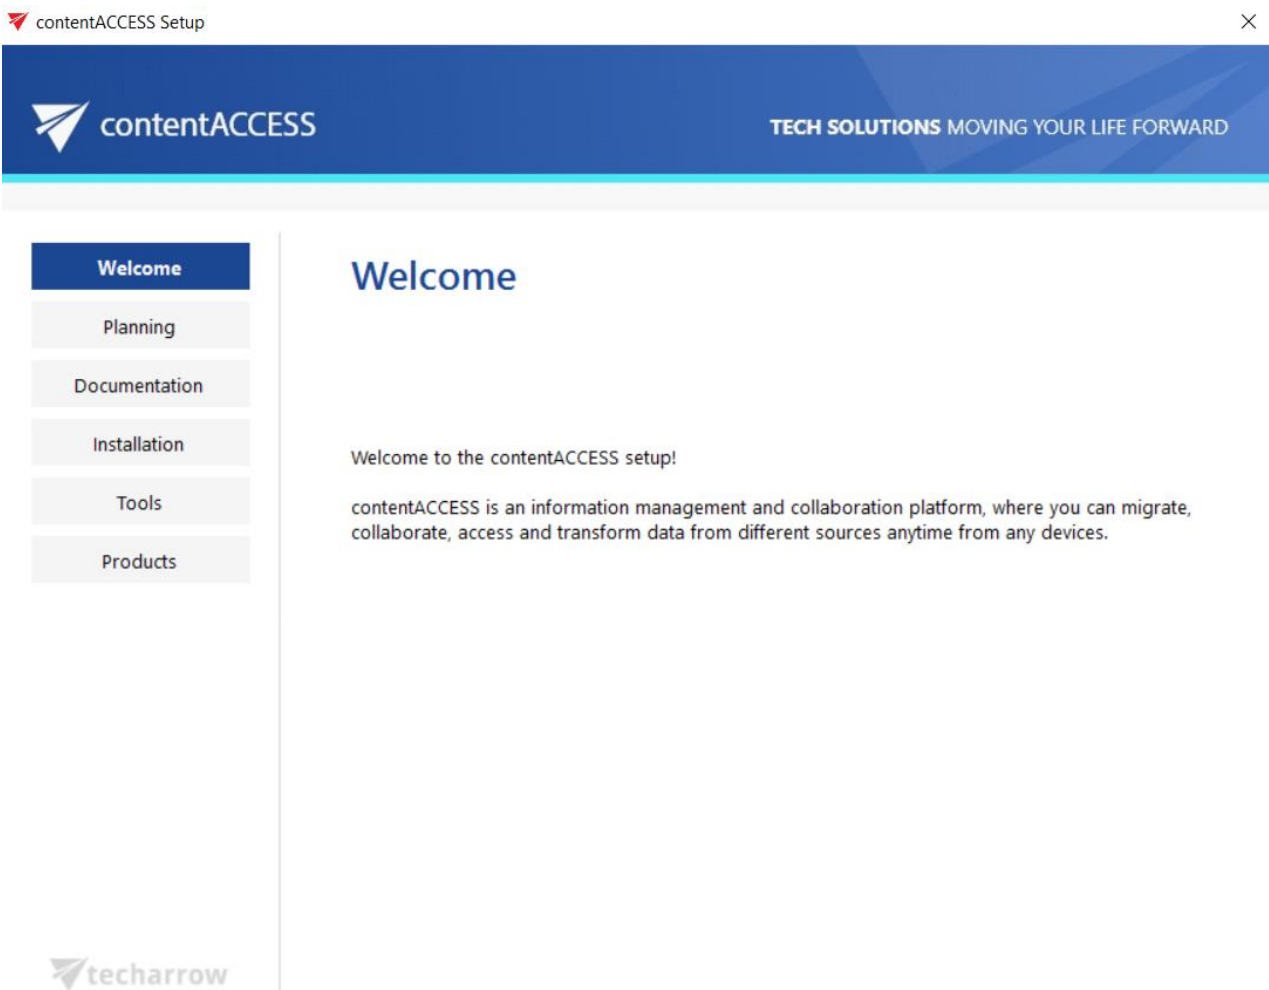 contentACCESS Setup
contentACCESS
TECH SOLUTIONS MOVING YOUR LIFE FORWARD
Welcome
Planning
Documentation
Installation
Tools
Products
Welcome
Welcome to the contentACCESS setup!
contentACCESS is an information management and collaboration platform, where you can migrate,
collaborate, access and transform data from different sources anytime from any devices.
techarrow